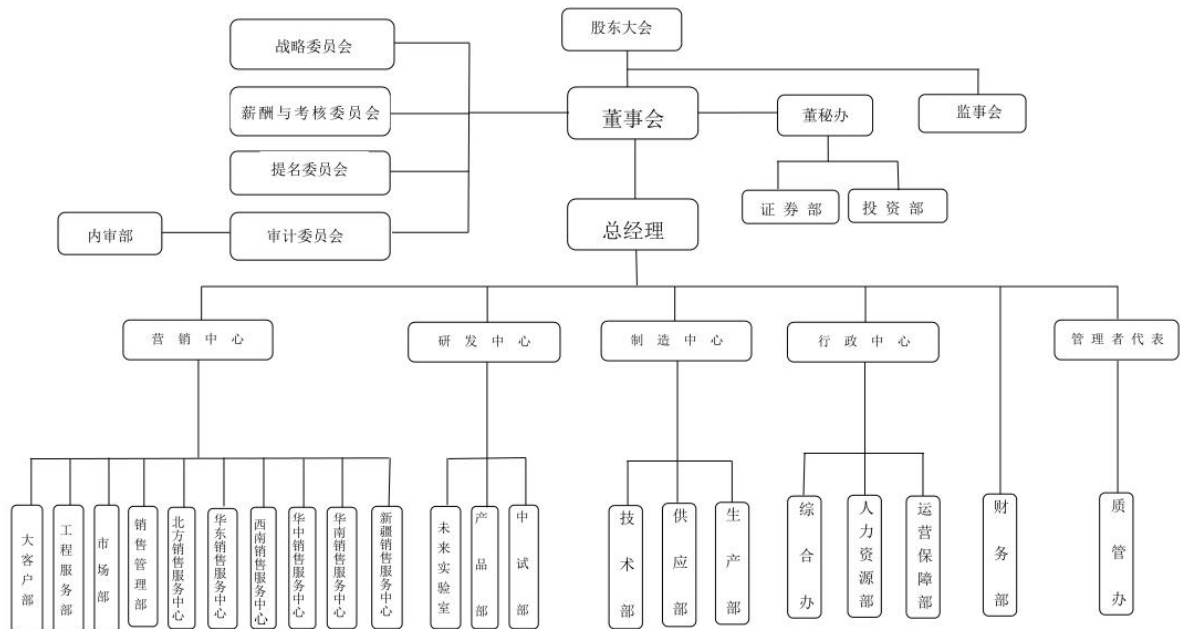 股东大会
战略委员会
薪酬与考核委员会
董事会
董秘办
监事会
提名委员会
证券部
投资部
内审部
审计委员会
总经理
营销中心
研发中心
制造中心
行政中心
管理者代表
大客户部
工程服务部
市场部
销售管理部
北方销售服务中心
华东销售服务中心
西南销售服务中心
华中销售服务中心
华南销售服务中心
新疆销售服务中心
未来实验室
产品部
中试部
技术部
供应部
生产部
综合办
人力资源部
运营保障部
财务部
质管办